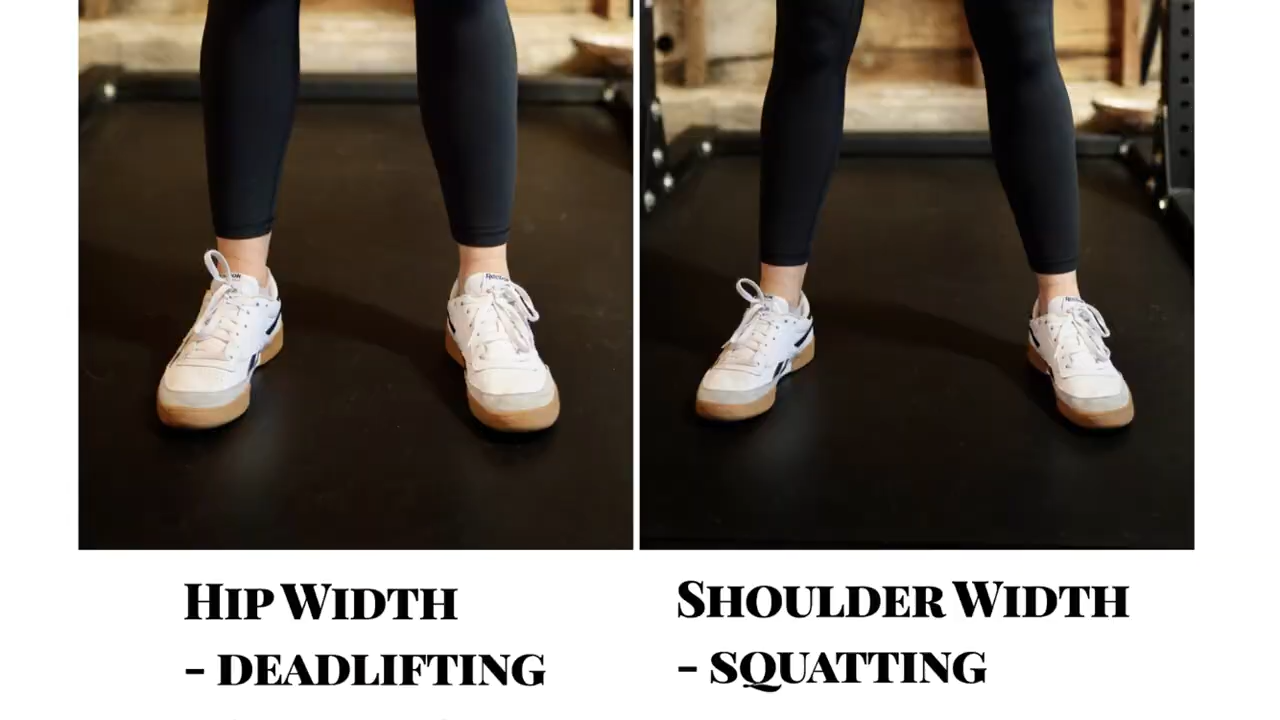 Hip Width
- deadlifting
Shoulder Width
- squatting